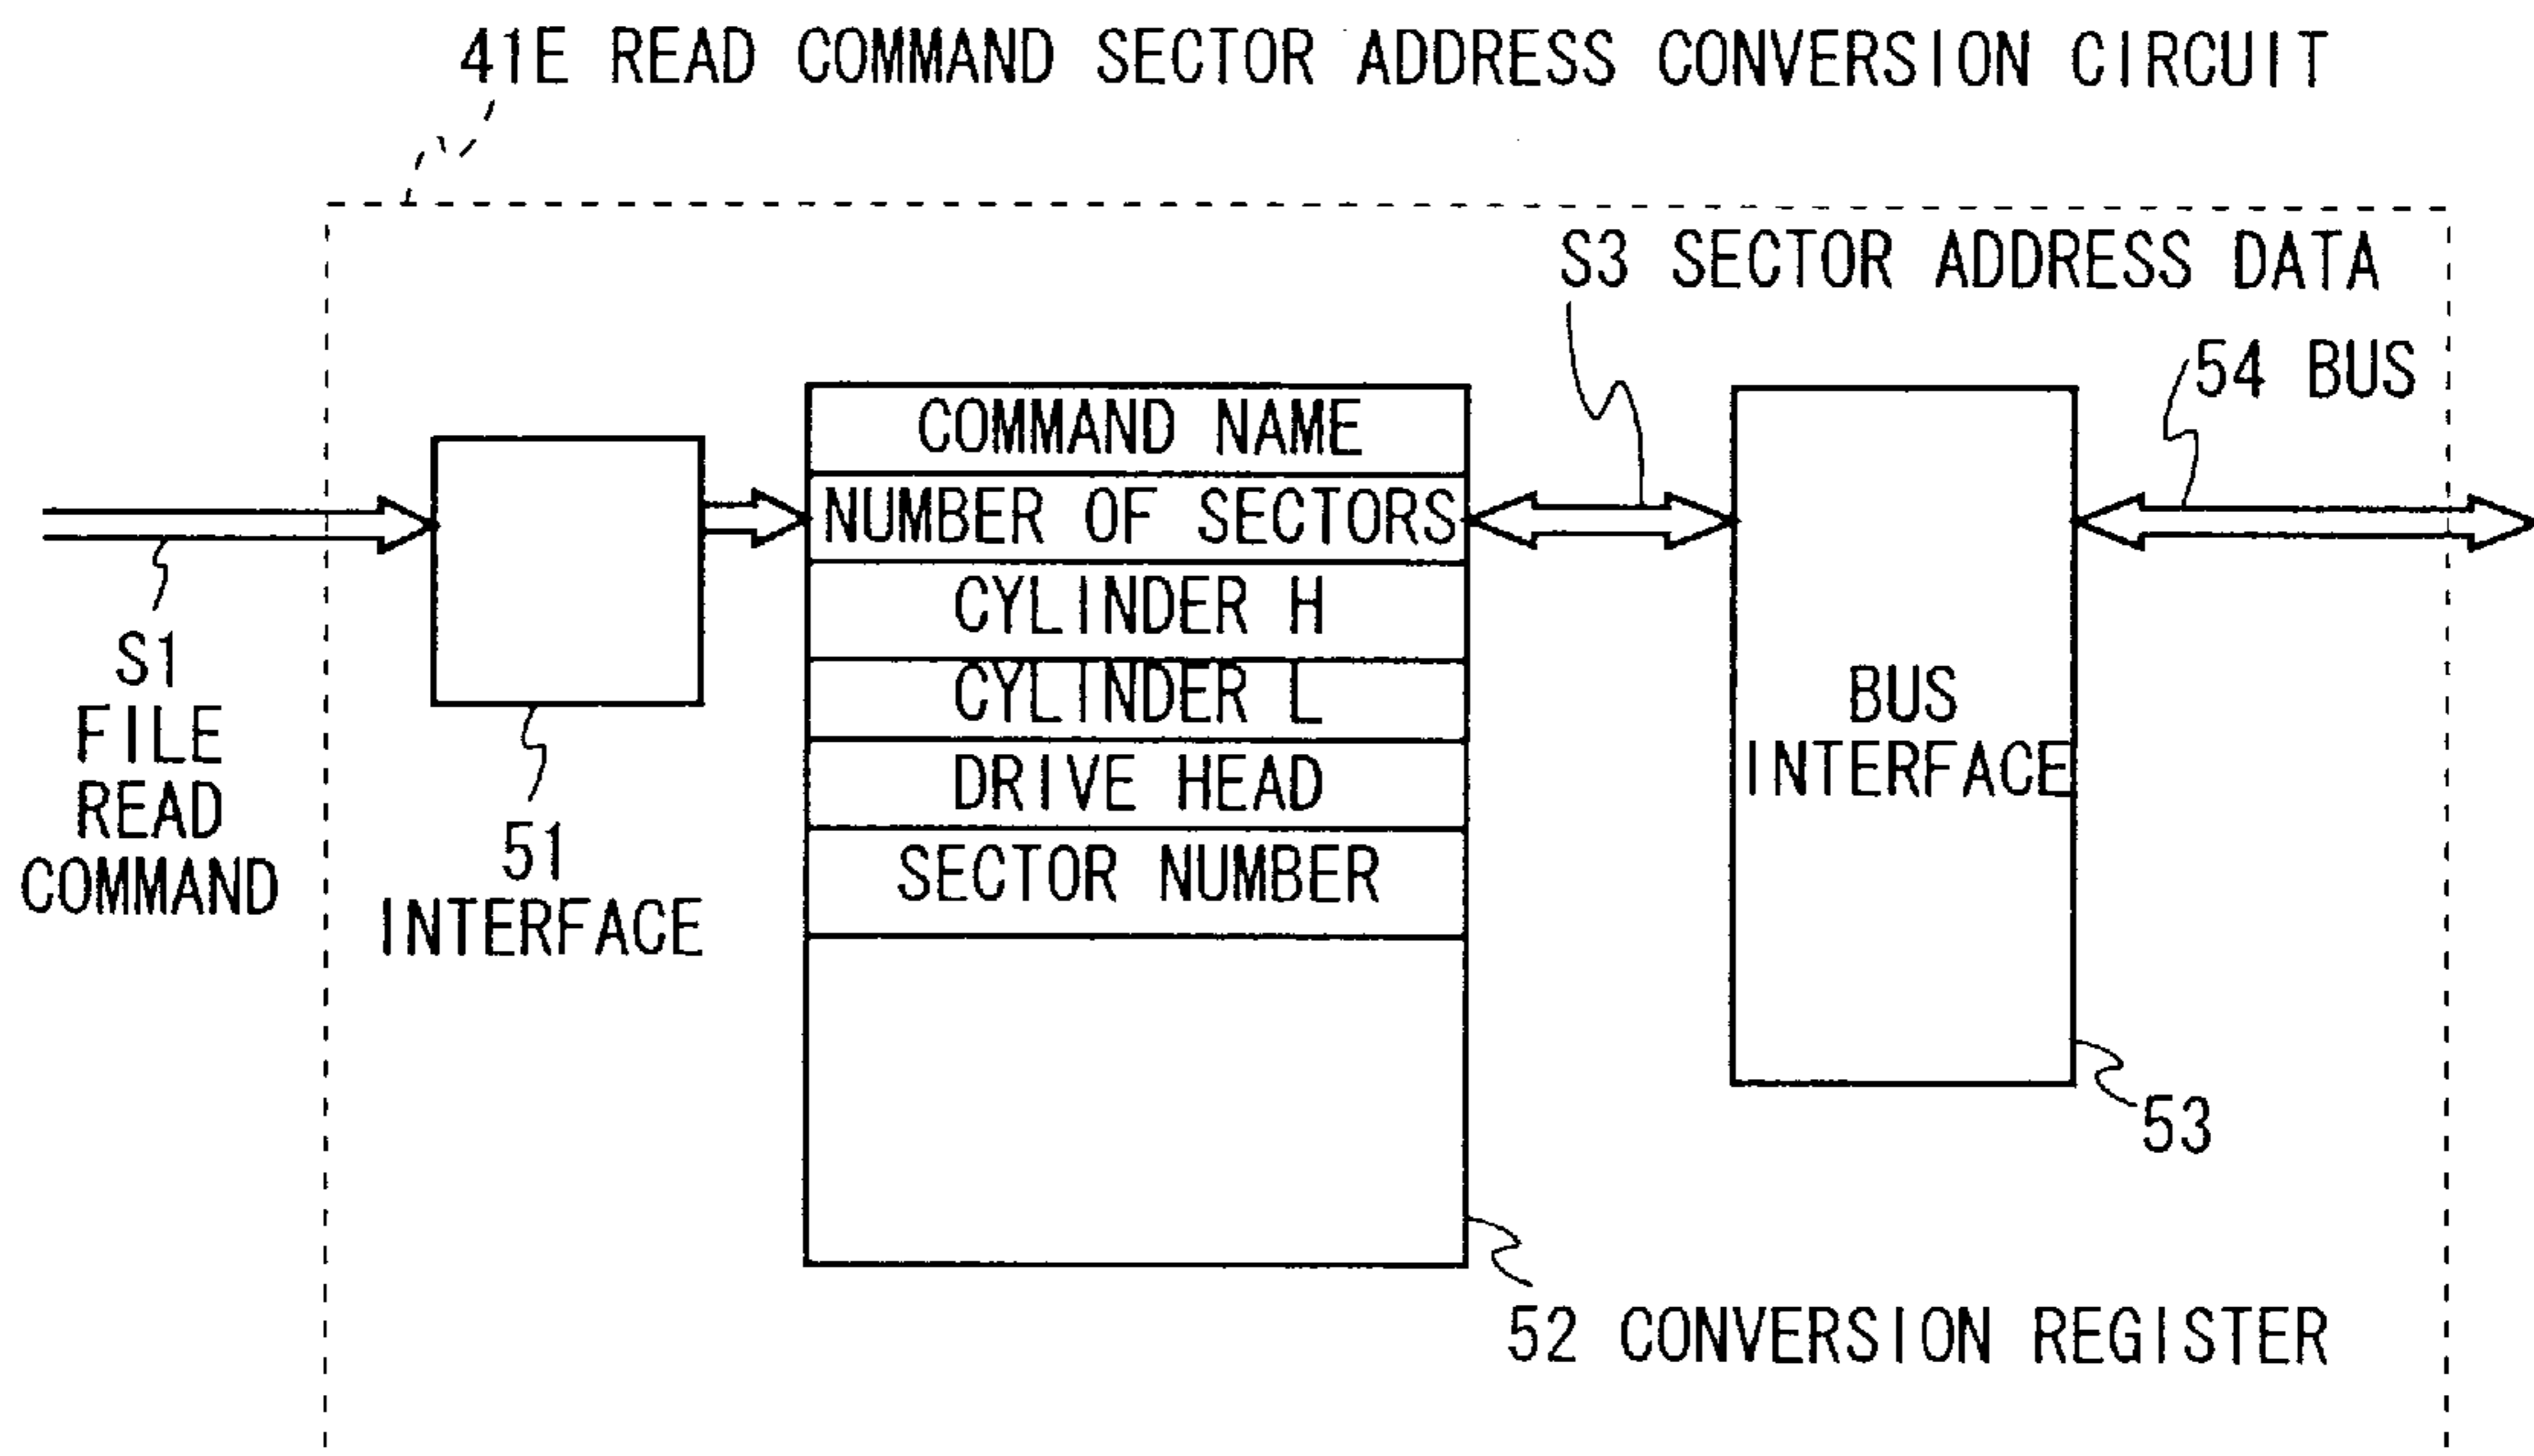 41E READ COMMAND SECTOR ADDRESS CONVERSION CIRCUIT
S3 SECTOR ADDRESS DATA
54 BUS
COMMAND NAME
NUMBER OF SECTORS
CYLINDER H
CYLINDER L
DRIVE HEAD
SECTOR NUMBER
S1
FILE
READ
COMMAND
51
INTERFACE
BUS
INTERFACE
53
52 CONVERSION REGISTER